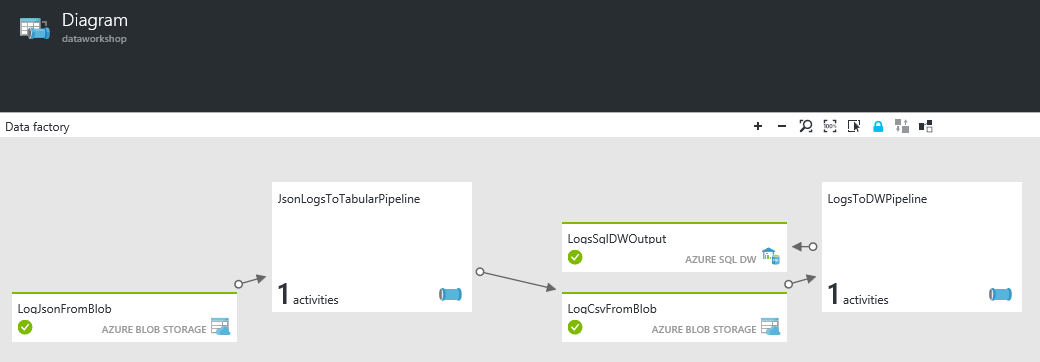 Diagram
dataworkshop
Data factory
100%
JsonLogsToTabularPipeline
LogsToDWPipeline
LogsSqlDWOutput
AZURE SQL DW
1 activities
1 activities
LogJsonFromBlob
AZURE BLOB STORAGE
LogCsvFromBlob
AZURE BLOB STORAGE